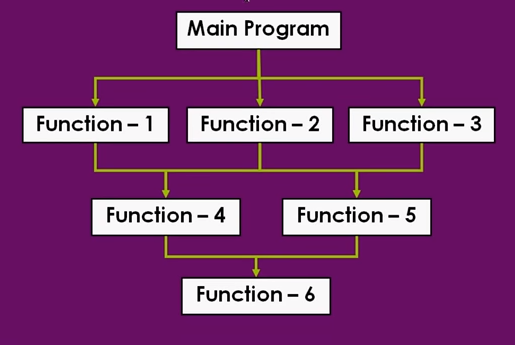 Main Program
Function – 1
Function – 2
Function – 3
Function – 4
Function – 5
Function – 6